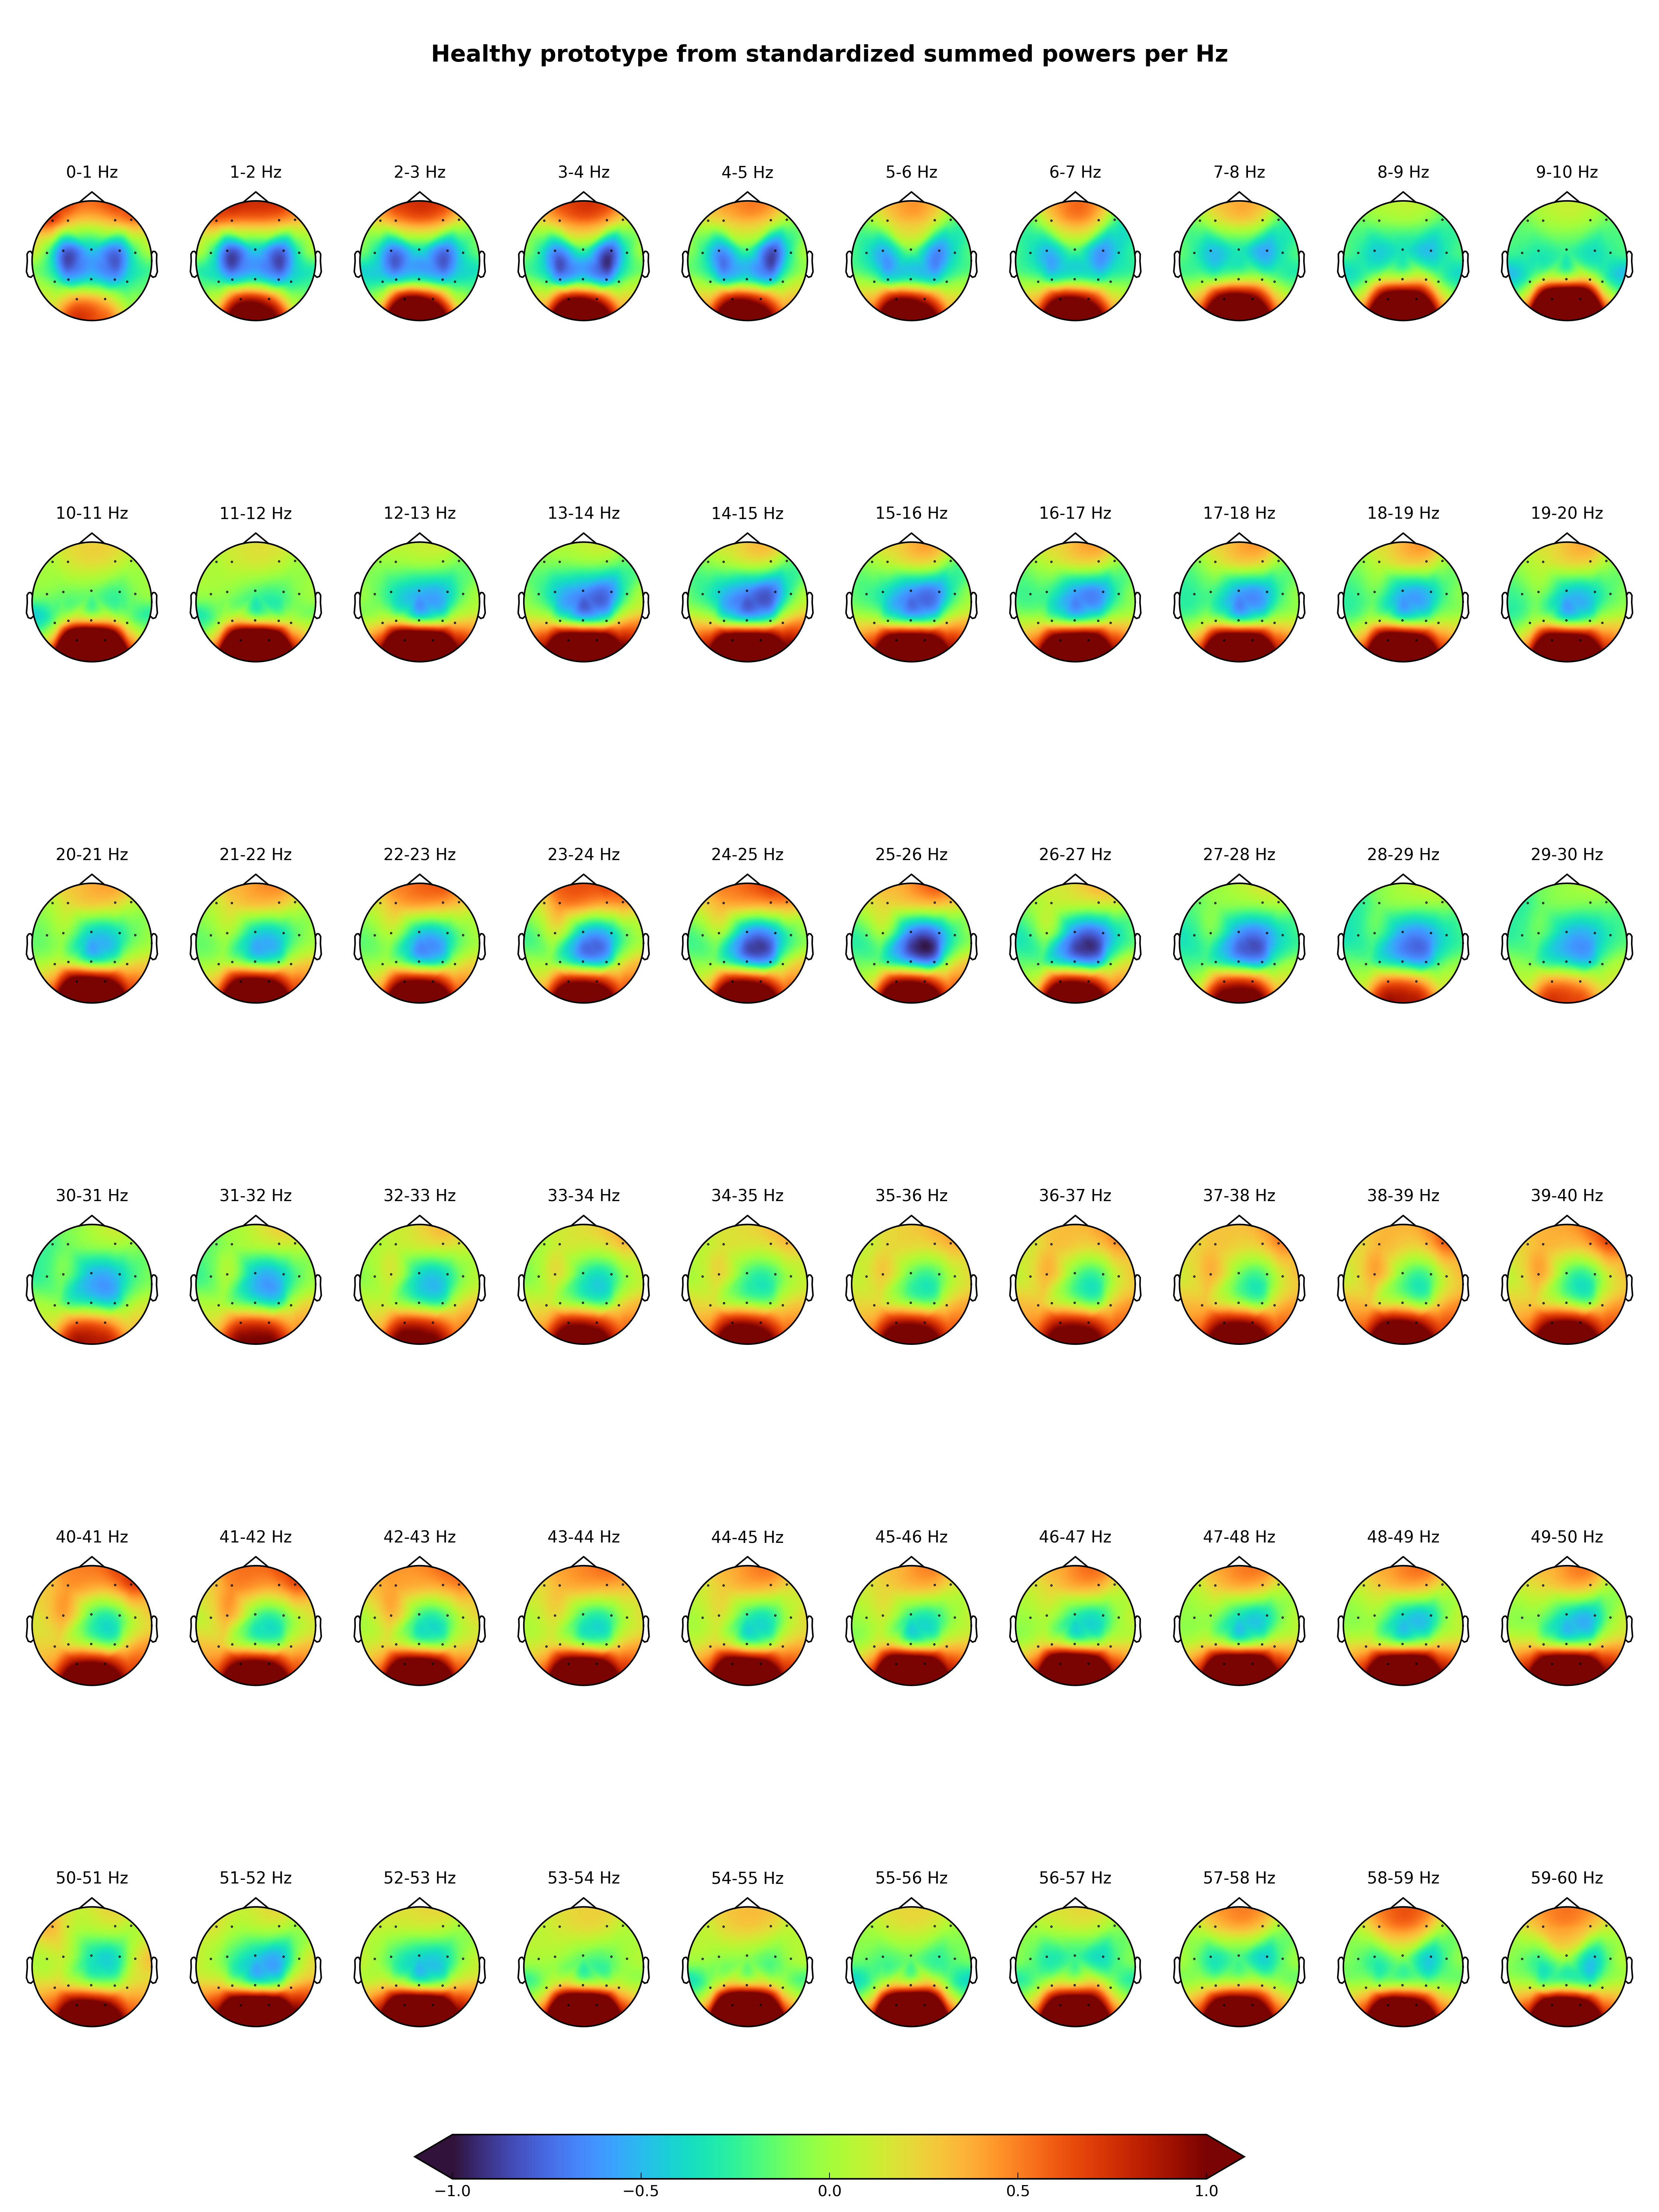 Healthy prototype from standardized summed powers per Hz
0-1 Hz 1-2 Hz 2-3 Hz 3-4 Hz 4-5 Hz 5-6 Hz 6-7 Hz 7-8 Hz 8-9 Hz 9-10 Hz
10-11 Hz 11-12 Hz 12-13 Hz 13-14 Hz 14-15 Hz 15-16 Hz 16-17 Hz 17-18 Hz 18-19 Hz 19-20 Hz
20-21 Hz 21-22 Hz 22-23 Hz 23-24 Hz 24-25 Hz 25-26 Hz 26-27 Hz 27-28 Hz 28-29 Hz 29-30 Hz
30-31 Hz 31-32 Hz 32-33 Hz 33-34 Hz 34-35 Hz 35-36 Hz 36-37 Hz 37-38 Hz 38-39 Hz 39-40 Hz
40-41 Hz 41-42 Hz 42-43 Hz 43-44 Hz 44-45 Hz 45-46 Hz 46-47 Hz 47-48 Hz 48-49 Hz 49-50 Hz
50-51 Hz 51-52 Hz 52-53 Hz 53-54 Hz 54-55 Hz 55-56 Hz 56-57 Hz 57-58 Hz 58-59 Hz 59-60 Hz
−1.0 −0.5 0.0 0.5 1.0